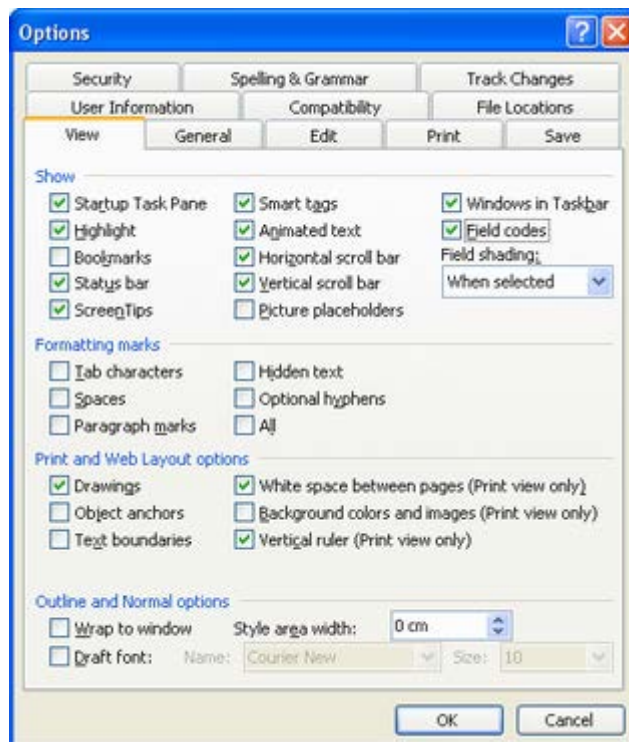 Options
Security Spelling & Grammar Track Changes
User Information Compatibility File Locations
View General Edit Print Save
Show
Startup Task Pane Smart tags Windows in Taskbar
Highlight Animated text Field codes
Bookmarks Horizontal scroll bar Field shading:
Status bar Vertical scroll bar When selected
ScreenTips Picture placeholders
Formatting marks
Tab characters Hidden text
Spaces Optional hyphens
Paragraph marks All
Print and Web Layout options
Drawings White space between pages (Print view only)
Object anchors Background colors and images (Print view only)
Text boundaries Vertical ruler (Print view only)
Outline and Normal options
Wrap to window Style area width: 0 cm
Draft font: Name: Courier New Size: 10
OK Cancel